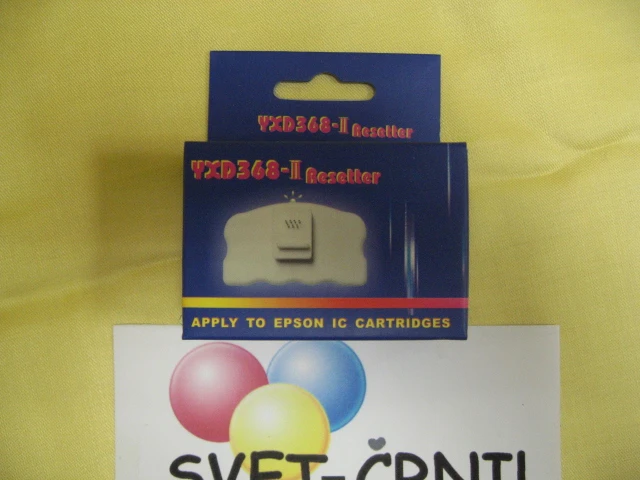 YXD368-II Resetter
YXD368-II Resetter
APPLY TO EPSON IC CARTRIDGES
SVET-ČRNIL